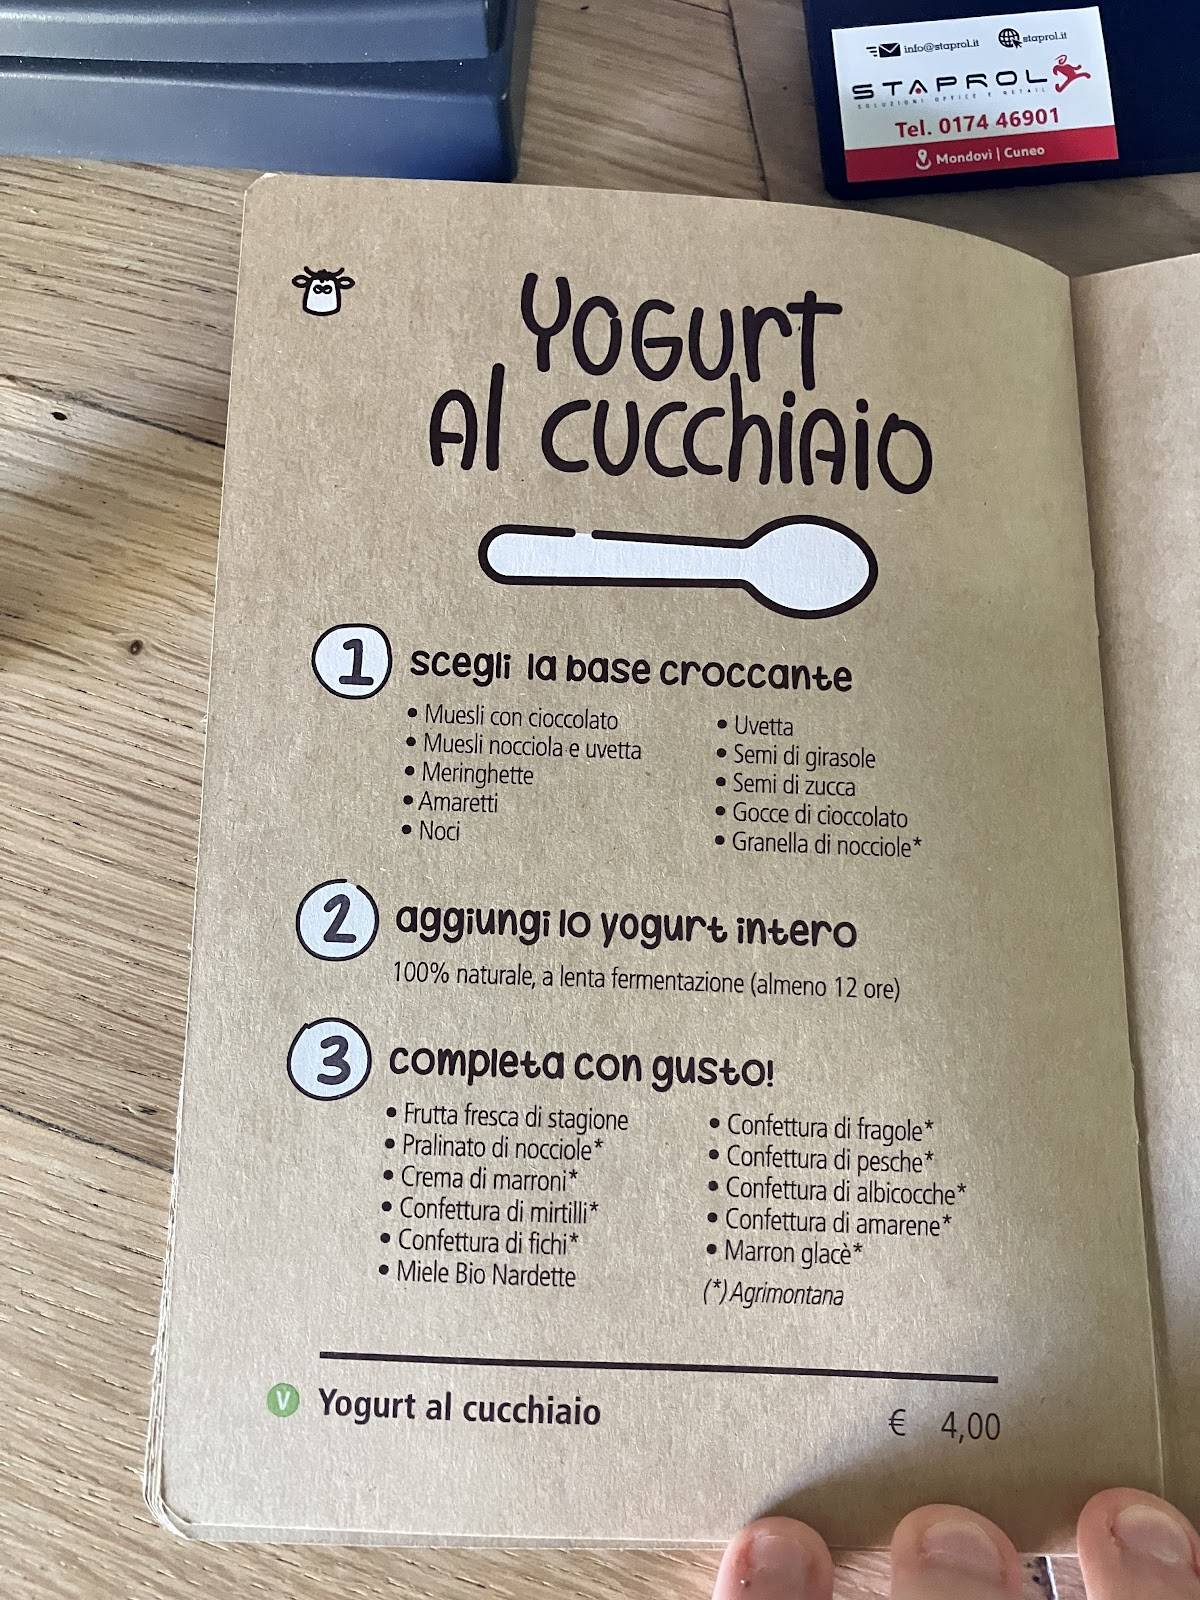 info@staprol.it staprol.it
STAPROL
SOLUZIONI OFFICE E RETAIL
Tel. 0174 46901
Mondovì | Cuneo
Yogurt
Al cucchiaio
1 scegli la base croccante
• Muesli con cioccolato
• Muesli nocciola e uvetta
• Meringhette
• Amaretti
• Noci
• Uvetta
• Semi di girasole
• Semi di zucca
• Gocce di cioccolato
• Granella di nocciole*
2 aggiungi lo yogurt intero
100% naturale, a lenta fermentazione (almeno 12 ore)
3 completa con gusto!
• Frutta fresca di stagione
• Pralinato di nocciole*
• Crema di marroni*
• Confettura di mirtilli*
• Confettura di fichi*
• Miele Bio Nardette
• Confettura di fragole*
• Confettura di pesche*
• Confettura di albicocche*
• Confettura di amarene*
• Marron glacè*
(*) Agrimontana
V Yogurt al cucchiaio € 4,00